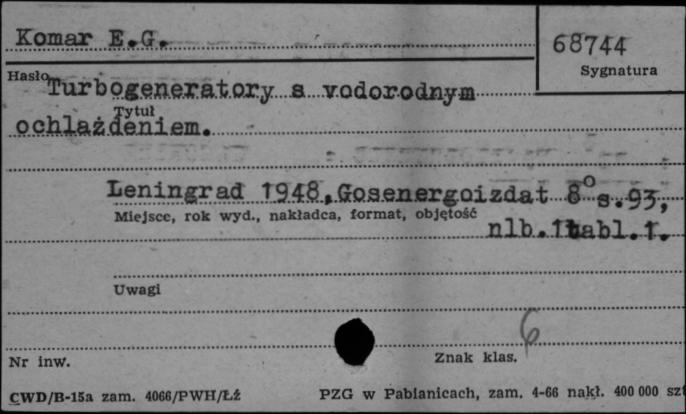 Komar E.G.
68744
Sygnatura
Hasło
Turbogeneratory s vodorodnym
Tytuł
ochlaždeniem.
Leningrad 1948, Gosenergoizdat 8° s.93,
Miejsce, rok wyd., nakładca, format, objętość
nlb.1tabl.1.
Uwagi
6
Nr inw.
Znak klas.
CWD/B-15a zam. 4066/PWH/Łź
PZG w Pabianicach, zam. 4-66 nakł. 400 000 szt